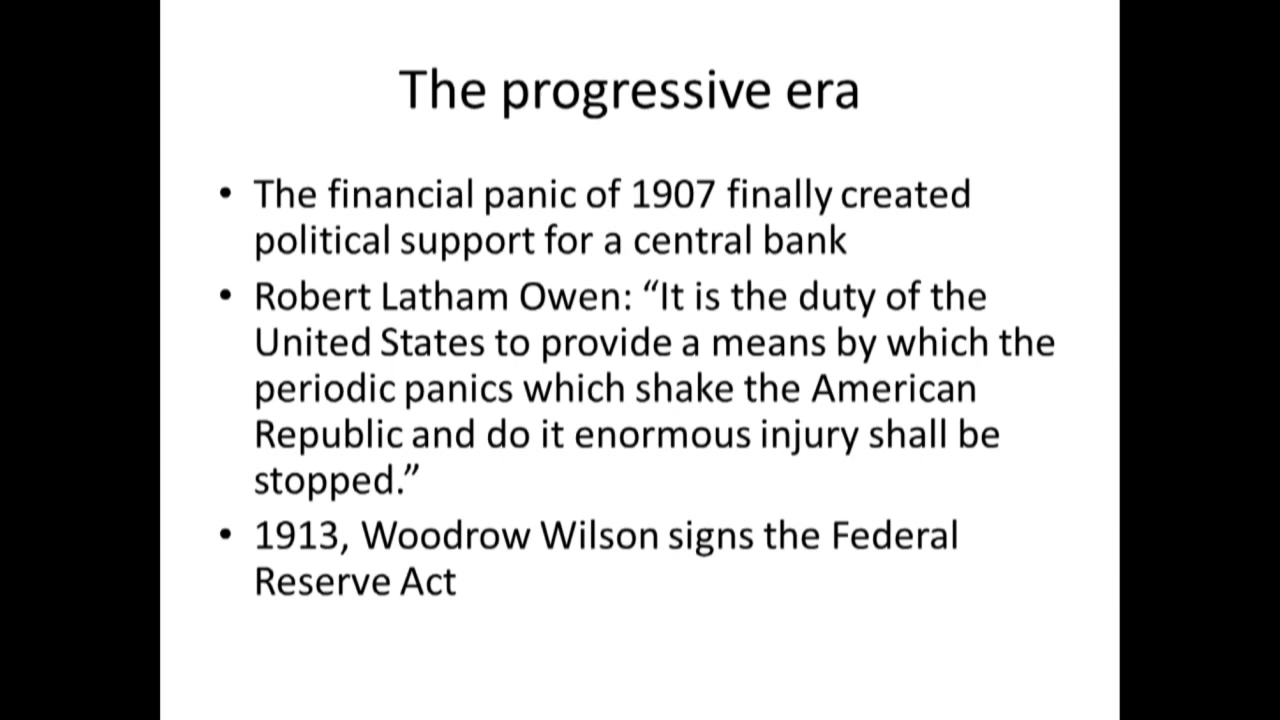 The progressive era
• The financial panic of 1907 finally created
political support for a central bank
• Robert Latham Owen: “It is the duty of the
United States to provide a means by which the
periodic panics which shake the American
Republic and do it enormous injury shall be
stopped.”
• 1913, Woodrow Wilson signs the Federal
Reserve Act